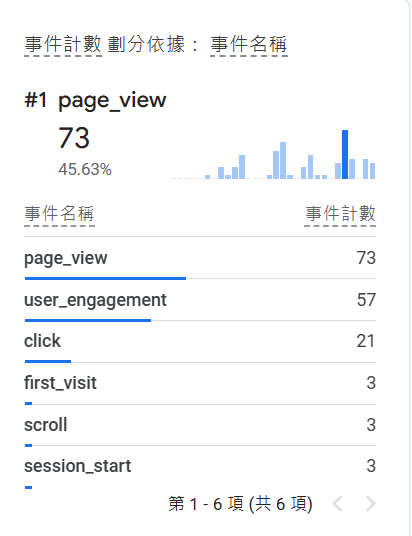 事件計數 劃分依據： 事件名稱
#1 page_view
73
45.63%
事件名稱 事件計數
page_view 73
user_engagement 57
click 21
first_visit 3
scroll 3
session_start 3
第 1 - 6 項 (共 6 項)